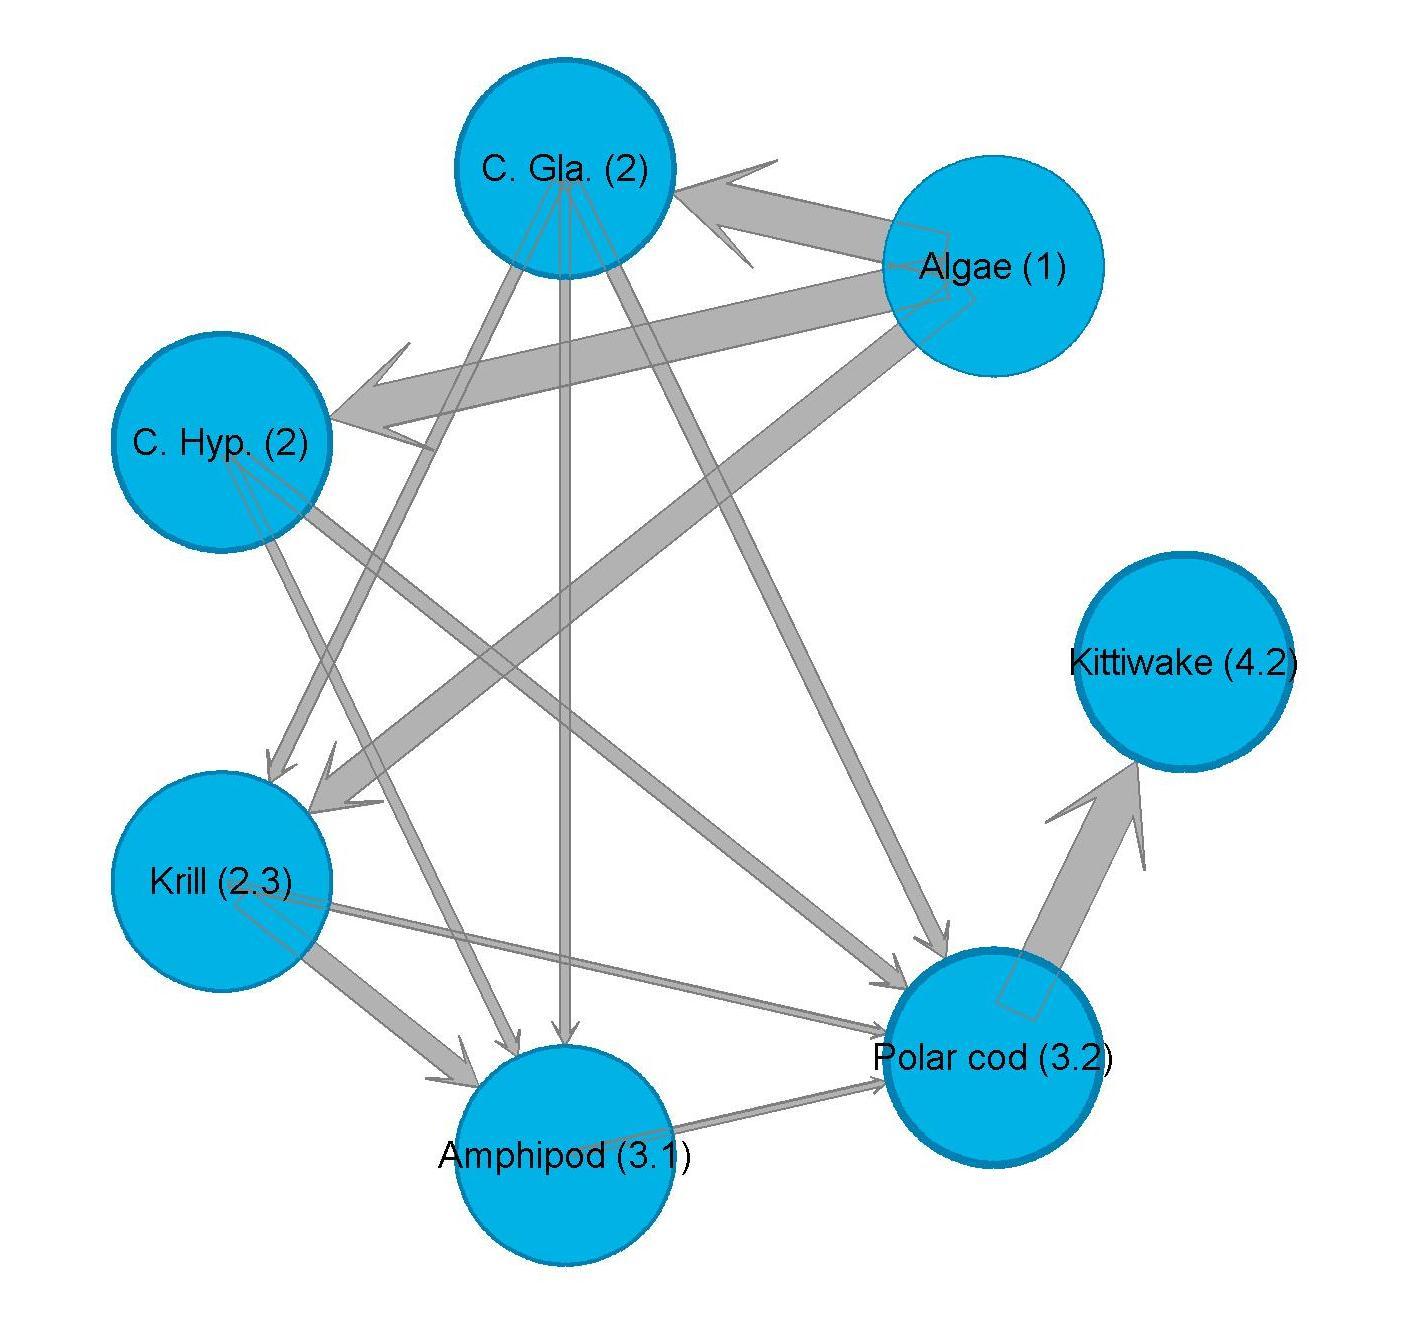 C. Gla. (2)
Algae (1)
C. Hyp. (2)
Kittiwake (4.2)
Krill (2.3)
Polar cod (3.2)
Amphipod (3.1)